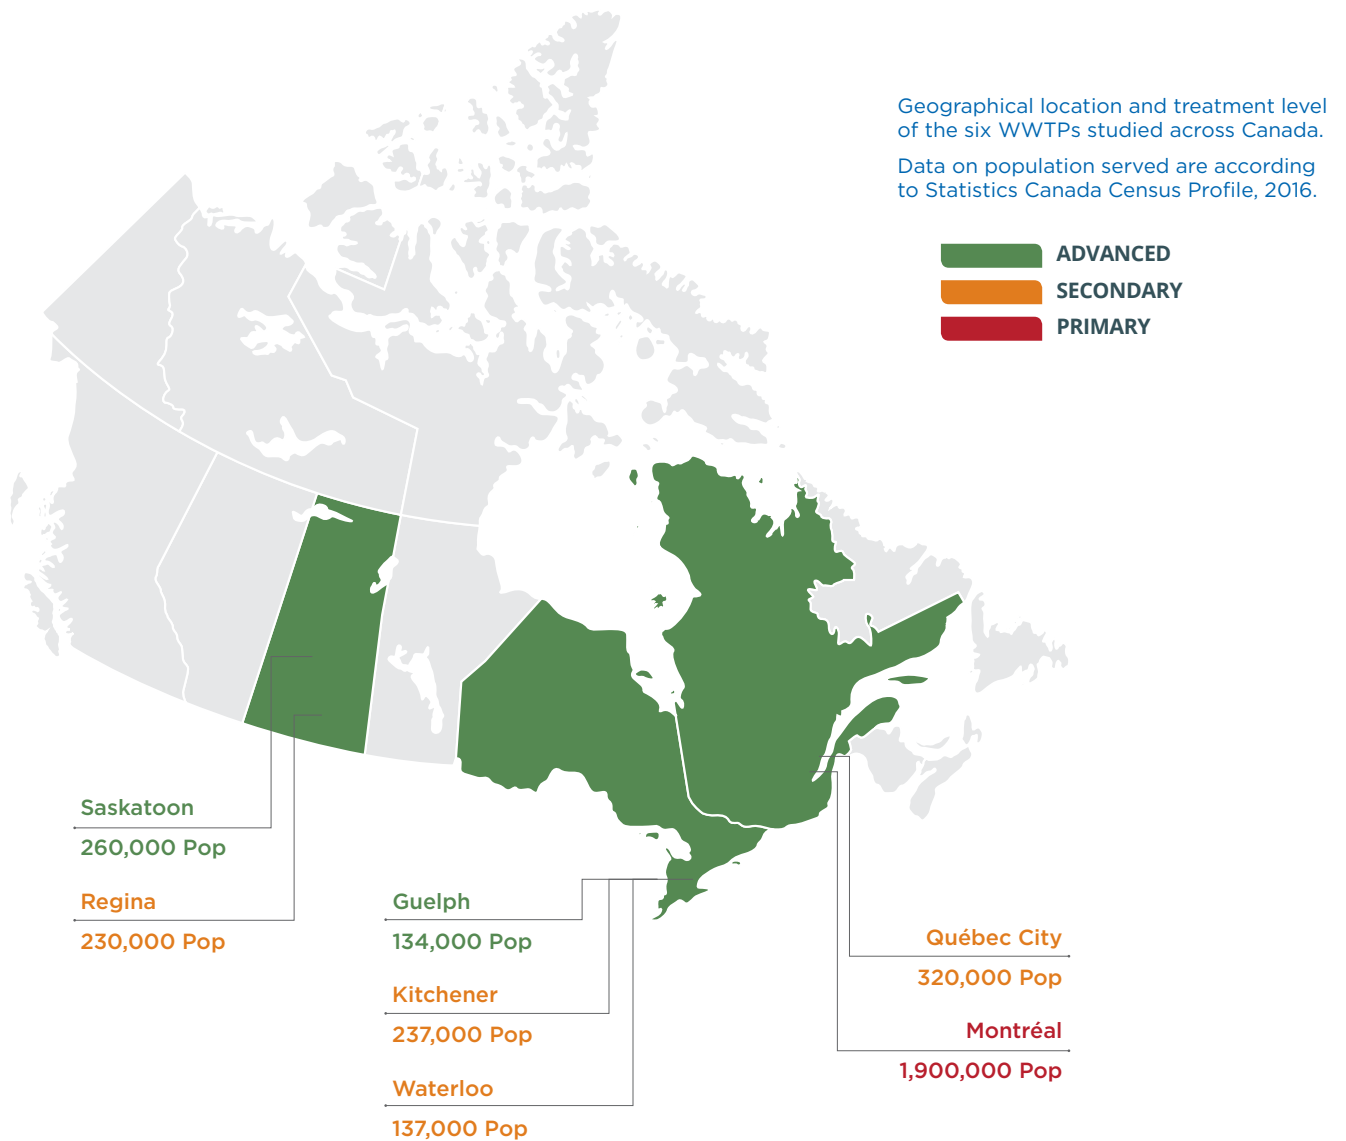 Geographical location and treatment level
of the six WWTPs studied across Canada.
Data on population served are according
to Statistics Canada Census Profile, 2016.
ADVANCED
SECONDARY
PRIMARY
Saskatoon
260,000 Pop
Regina
230,000 Pop
Guelph
134,000 Pop
Kitchener
237,000 Pop
Waterloo
137,000 Pop
Québec City
320,000 Pop
Montréal
1,900,000 Pop